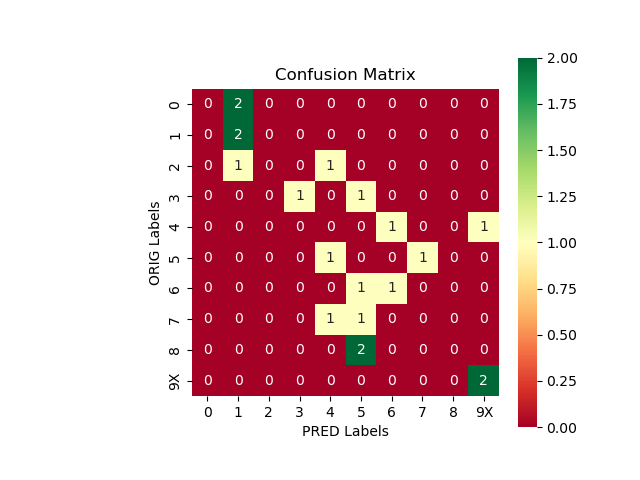 Confusion Matrix
ORIG Labels
0 0 2 0 0 0 0 0 0 0 0
1 0 2 0 0 0 0 0 0 0 0
2 0 1 0 0 1 0 0 0 0 0
3 0 0 0 1 0 1 0 0 0 0
4 0 0 0 0 0 0 1 0 0 1
5 0 0 0 0 1 0 0 1 0 0
6 0 0 0 0 0 1 1 0 0 0
7 0 0 0 0 1 1 0 0 0 0
8 0 0 0 0 0 2 0 0 0 0
9X 0 0 0 0 0 0 0 0 0 2
0 1 2 3 4 5 6 7 8 9X
PRED Labels
2.00
1.75
1.50
1.25
1.00
0.75
0.50
0.25
0.00